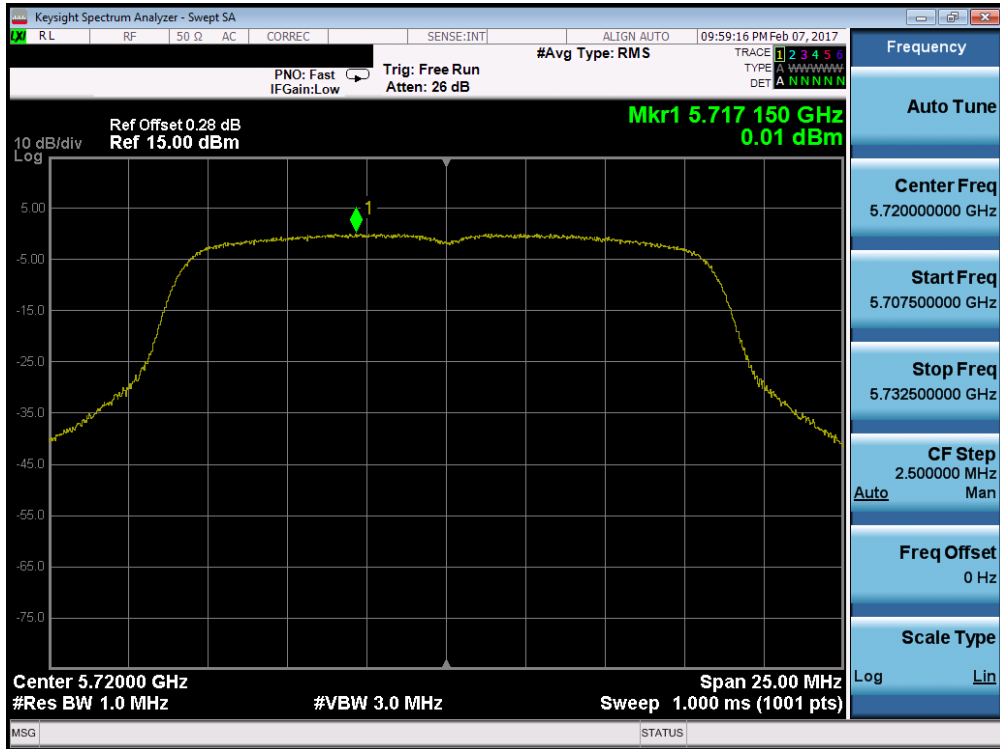 Keysight Spectrum Analyzer - Swept SA
LXI RL RF 50 Ω AC CORREC SENSE:INT ALIGN AUTO 09:59:16 PM Feb 07, 2017
#Avg Type: RMS
TRACE 1 2 3 4 5 6
TYPE A WWWWW
DET A N N N N N
PNO: Fast
IFGain:Low
Trig: Free Run
Atten: 26 dB
Frequency
Mkr1 5.717 150 GHz
0.01 dBm
Ref Offset 0.28 dB
10 dB/div Ref 15.00 dBm
Log
1
5.00
-5.00
-15.0
-25.0
-35.0
-45.0
-55.0
-65.0
-75.0
Center 5.72000 GHz
Span 25.00 MHz
#Res BW 1.0 MHz
#VBW 3.0 MHz
Sweep 1.000 ms (1001 pts)
Auto Tune
Center Freq
5.720000000 GHz
Start Freq
5.707500000 GHz
Stop Freq
5.732500000 GHz
CF Step
2.500000 MHz
Auto Man
Freq Offset
0 Hz
Scale Type
Log Lin
MSG STATUS